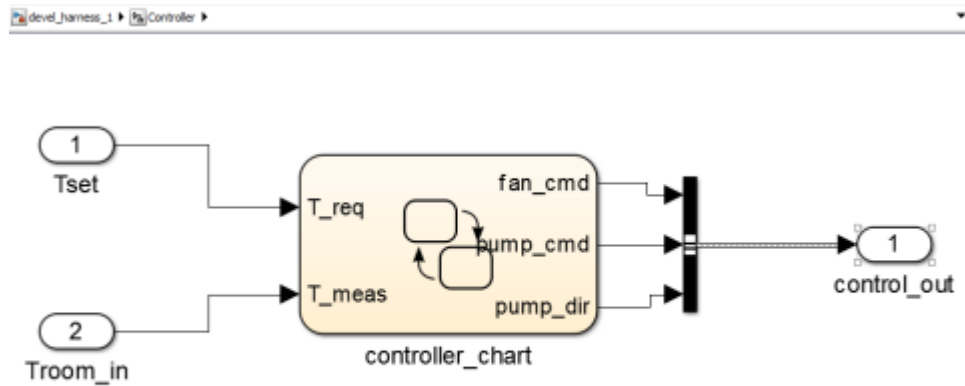 devel_harness_1 Controller
1
Tset
T_req
T_meas
fan_cmd
pump_cmd
pump_dir
controller_chart
2
Troom_in
1
control_out